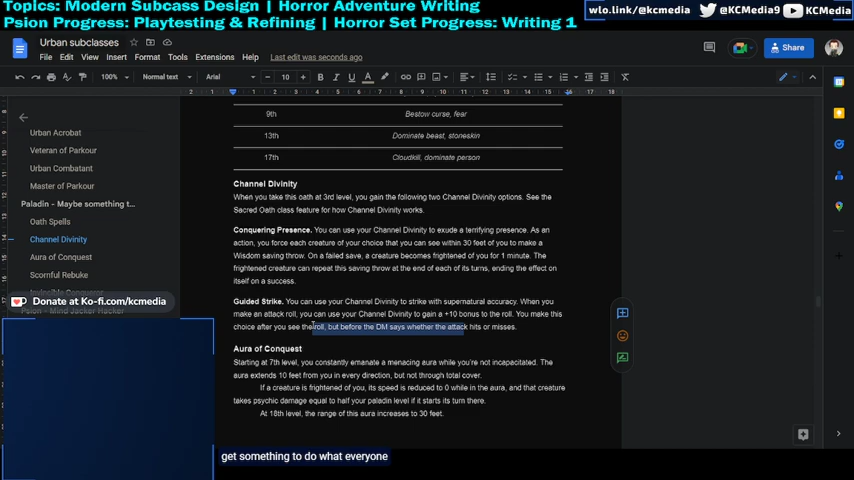 Topics: Modern Subcass Design | Horror Adventure Writing
Psion Progress: Playtesting & Refining | Horror Set Progress: Writing 1
wlo.link/@kcmedia @KCMedia9 KCMedia
Urban subclasses
File Edit View Insert Format Tools Extensions Help Last edit was seconds ago
Share
100% Normal text Arial 10
Urban Acrobat
Veteran of Parkour
Urban Combatant
Master of Parkour
Paladin - Maybe something t...
Oath Spells
Channel Divinity
Aura of Conquest
Scornful Rebuke
Donate at Ko-fi.com/kcmedia
Psion - Mind Jacker Hacker
9th Bestow curse, fear
13th Dominate beast, stoneskin
17th Cloudkill, dominate person
Channel Divinity
When you take this oath at 3rd level, you gain the following two Channel Divinity options. See the
Sacred Oath class feature for how Channel Divinity works.
Conquering Presence. You can use your Channel Divinity to exude a terrifying presence. As an
action, you force each creature of your choice that you can see within 30 feet of you to make a
Wisdom saving throw. On a failed save, a creature becomes frightened of you for 1 minute. The
frightened creature can repeat this saving throw at the end of each of its turns, ending the effect on
itself on a success.
Guided Strike. You can use your Channel Divinity to strike with supernatural accuracy. When you
make an attack roll, you can use your Channel Divinity to gain a +10 bonus to the roll. You make this
choice after you see the roll, but before the DM says whether the attack hits or misses.
Aura of Conquest
Starting at 7th level, you constantly emanate a menacing aura while you're not incapacitated. The
aura extends 10 feet from you in every direction, but not through total cover.
If a creature is frightened of you, its speed is reduced to 0 while in the aura, and that creature
takes psychic damage equal to half your paladin level if it starts its turn there.
At 18th level, the range of this aura increases to 30 feet.
get something to do what everyone